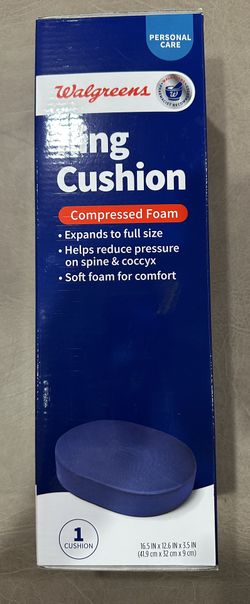 PERSONAL
CARE
Walgreens
Ring
Cushion
Compressed Foam
• Expands to full size
• Helps reduce pressure
on spine & coccyx
• Soft foam for comfort
1
CUSHION
16.5 IN x 12.6 IN x 3.5 IN
(41.9 cm x 32 cm x 9 cm)